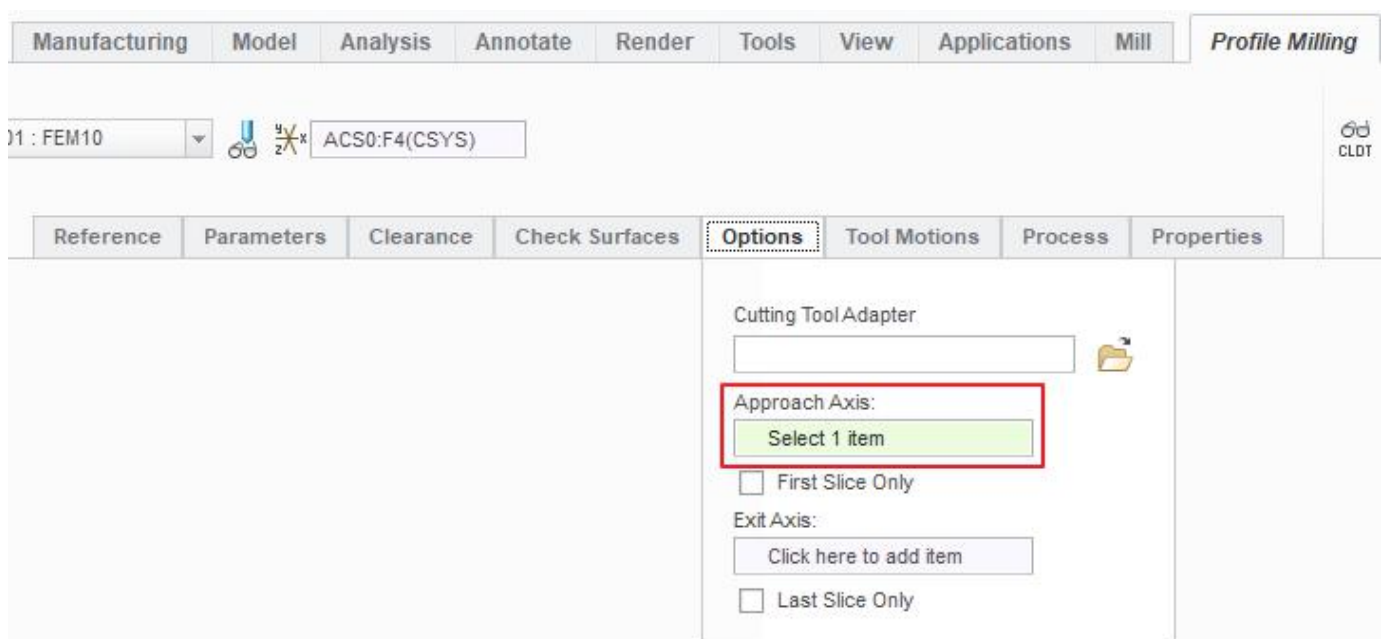 Manufacturing Model Analysis Annotate Render Tools View Applications Mill Profile Milling
01 : FEM10 y x z ACS0:F4(CSYS) CLDT
Reference Parameters Clearance Check Surfaces Options Tool Motions Process Properties
Cutting Tool Adapter
Approach Axis:
Select 1 item
First Slice Only
Exit Axis:
Click here to add item
Last Slice Only